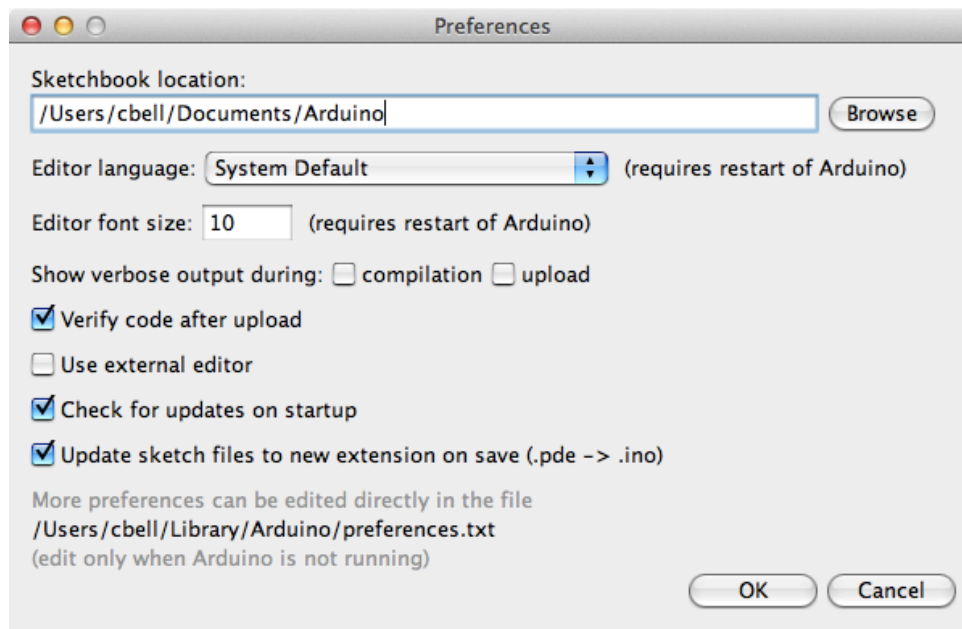 Preferences
Sketchbook location:
/Users/cbell/Documents/Arduino Browse
Editor language: System Default (requires restart of Arduino)
Editor font size: 10 (requires restart of Arduino)
Show verbose output during: compilation upload
Verify code after upload
Use external editor
Check for updates on startup
Update sketch files to new extension on save (.pde -> .ino)
More preferences can be edited directly in the file
/Users/cbell/Library/Arduino/preferences.txt
(edit only when Arduino is not running)
OK Cancel